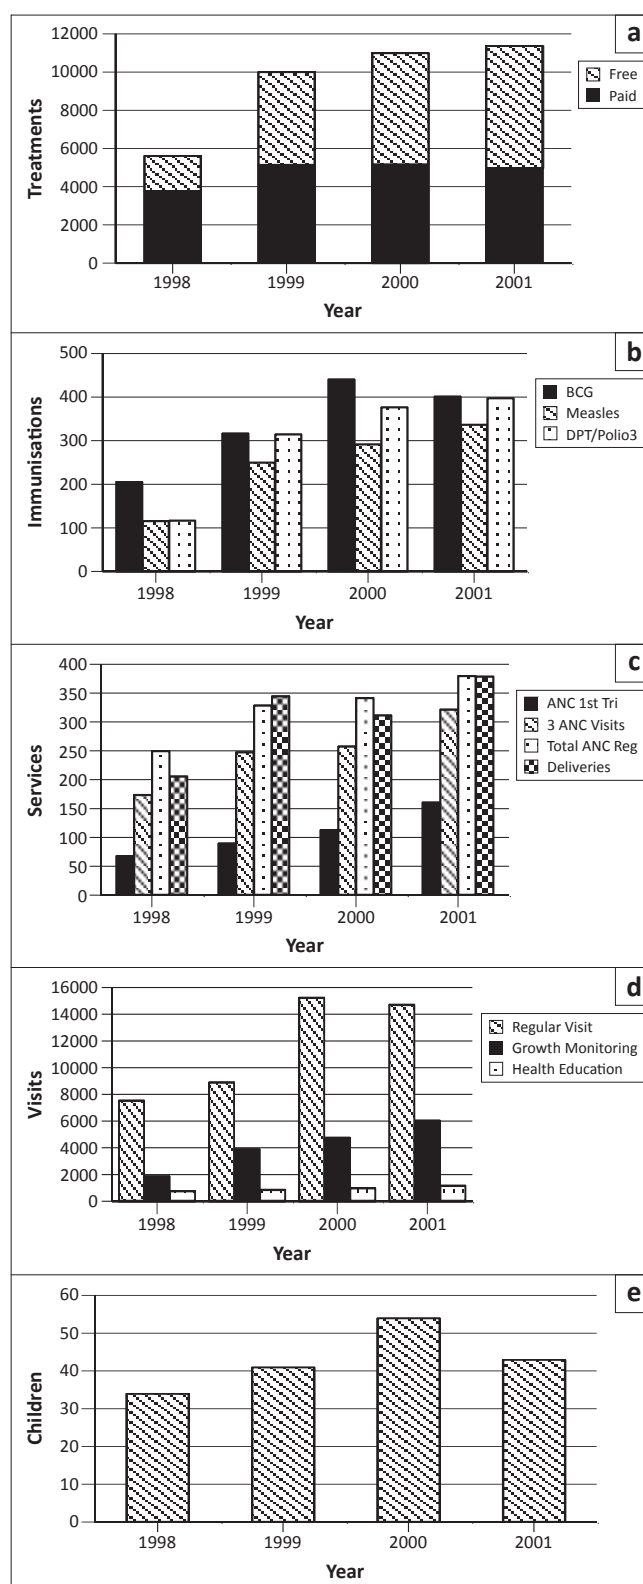 a
12000
10000
8000
6000
4000
2000
0
Treatments
Free
Paid
1998 1999 2000 2001
Year
b
500
400
300
200
100
0
Immunisations
BCG
Measles
DPT/Polio3
1998 1999 2000 2001
Year
c
400
350
300
250
200
150
100
50
0
Services
ANC 1st Tri
3 ANC Visits
Total ANC Reg
Deliveries
1998 1999 2000 2001
Year
d
16000
14000
12000
10000
8000
6000
4000
2000
0
Visits
Regular Visit
Growth Monitoring
Health Education
1998 1999 2000 2001
Year
e
60
50
40
30
20
10
0
Children
1998 1999 2000 2001
Year